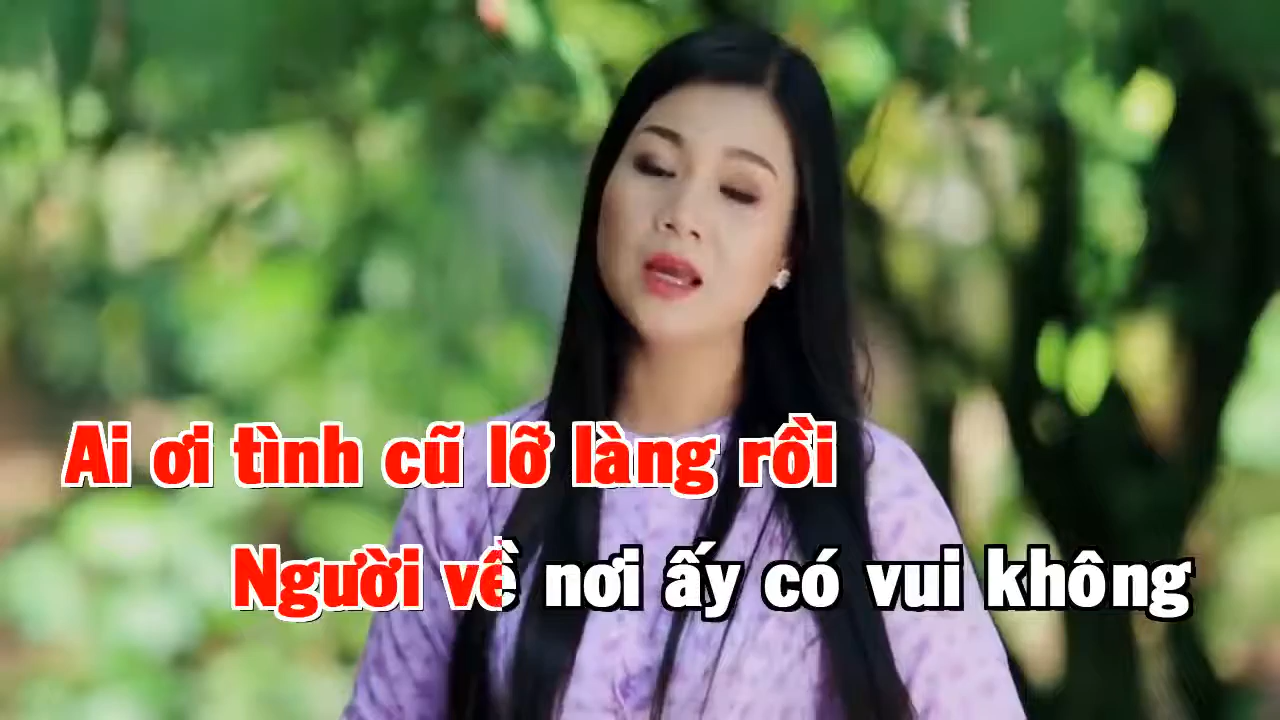 Ai ơi tình cũ lỡ làng rồi
Người về nơi ấy có vui không